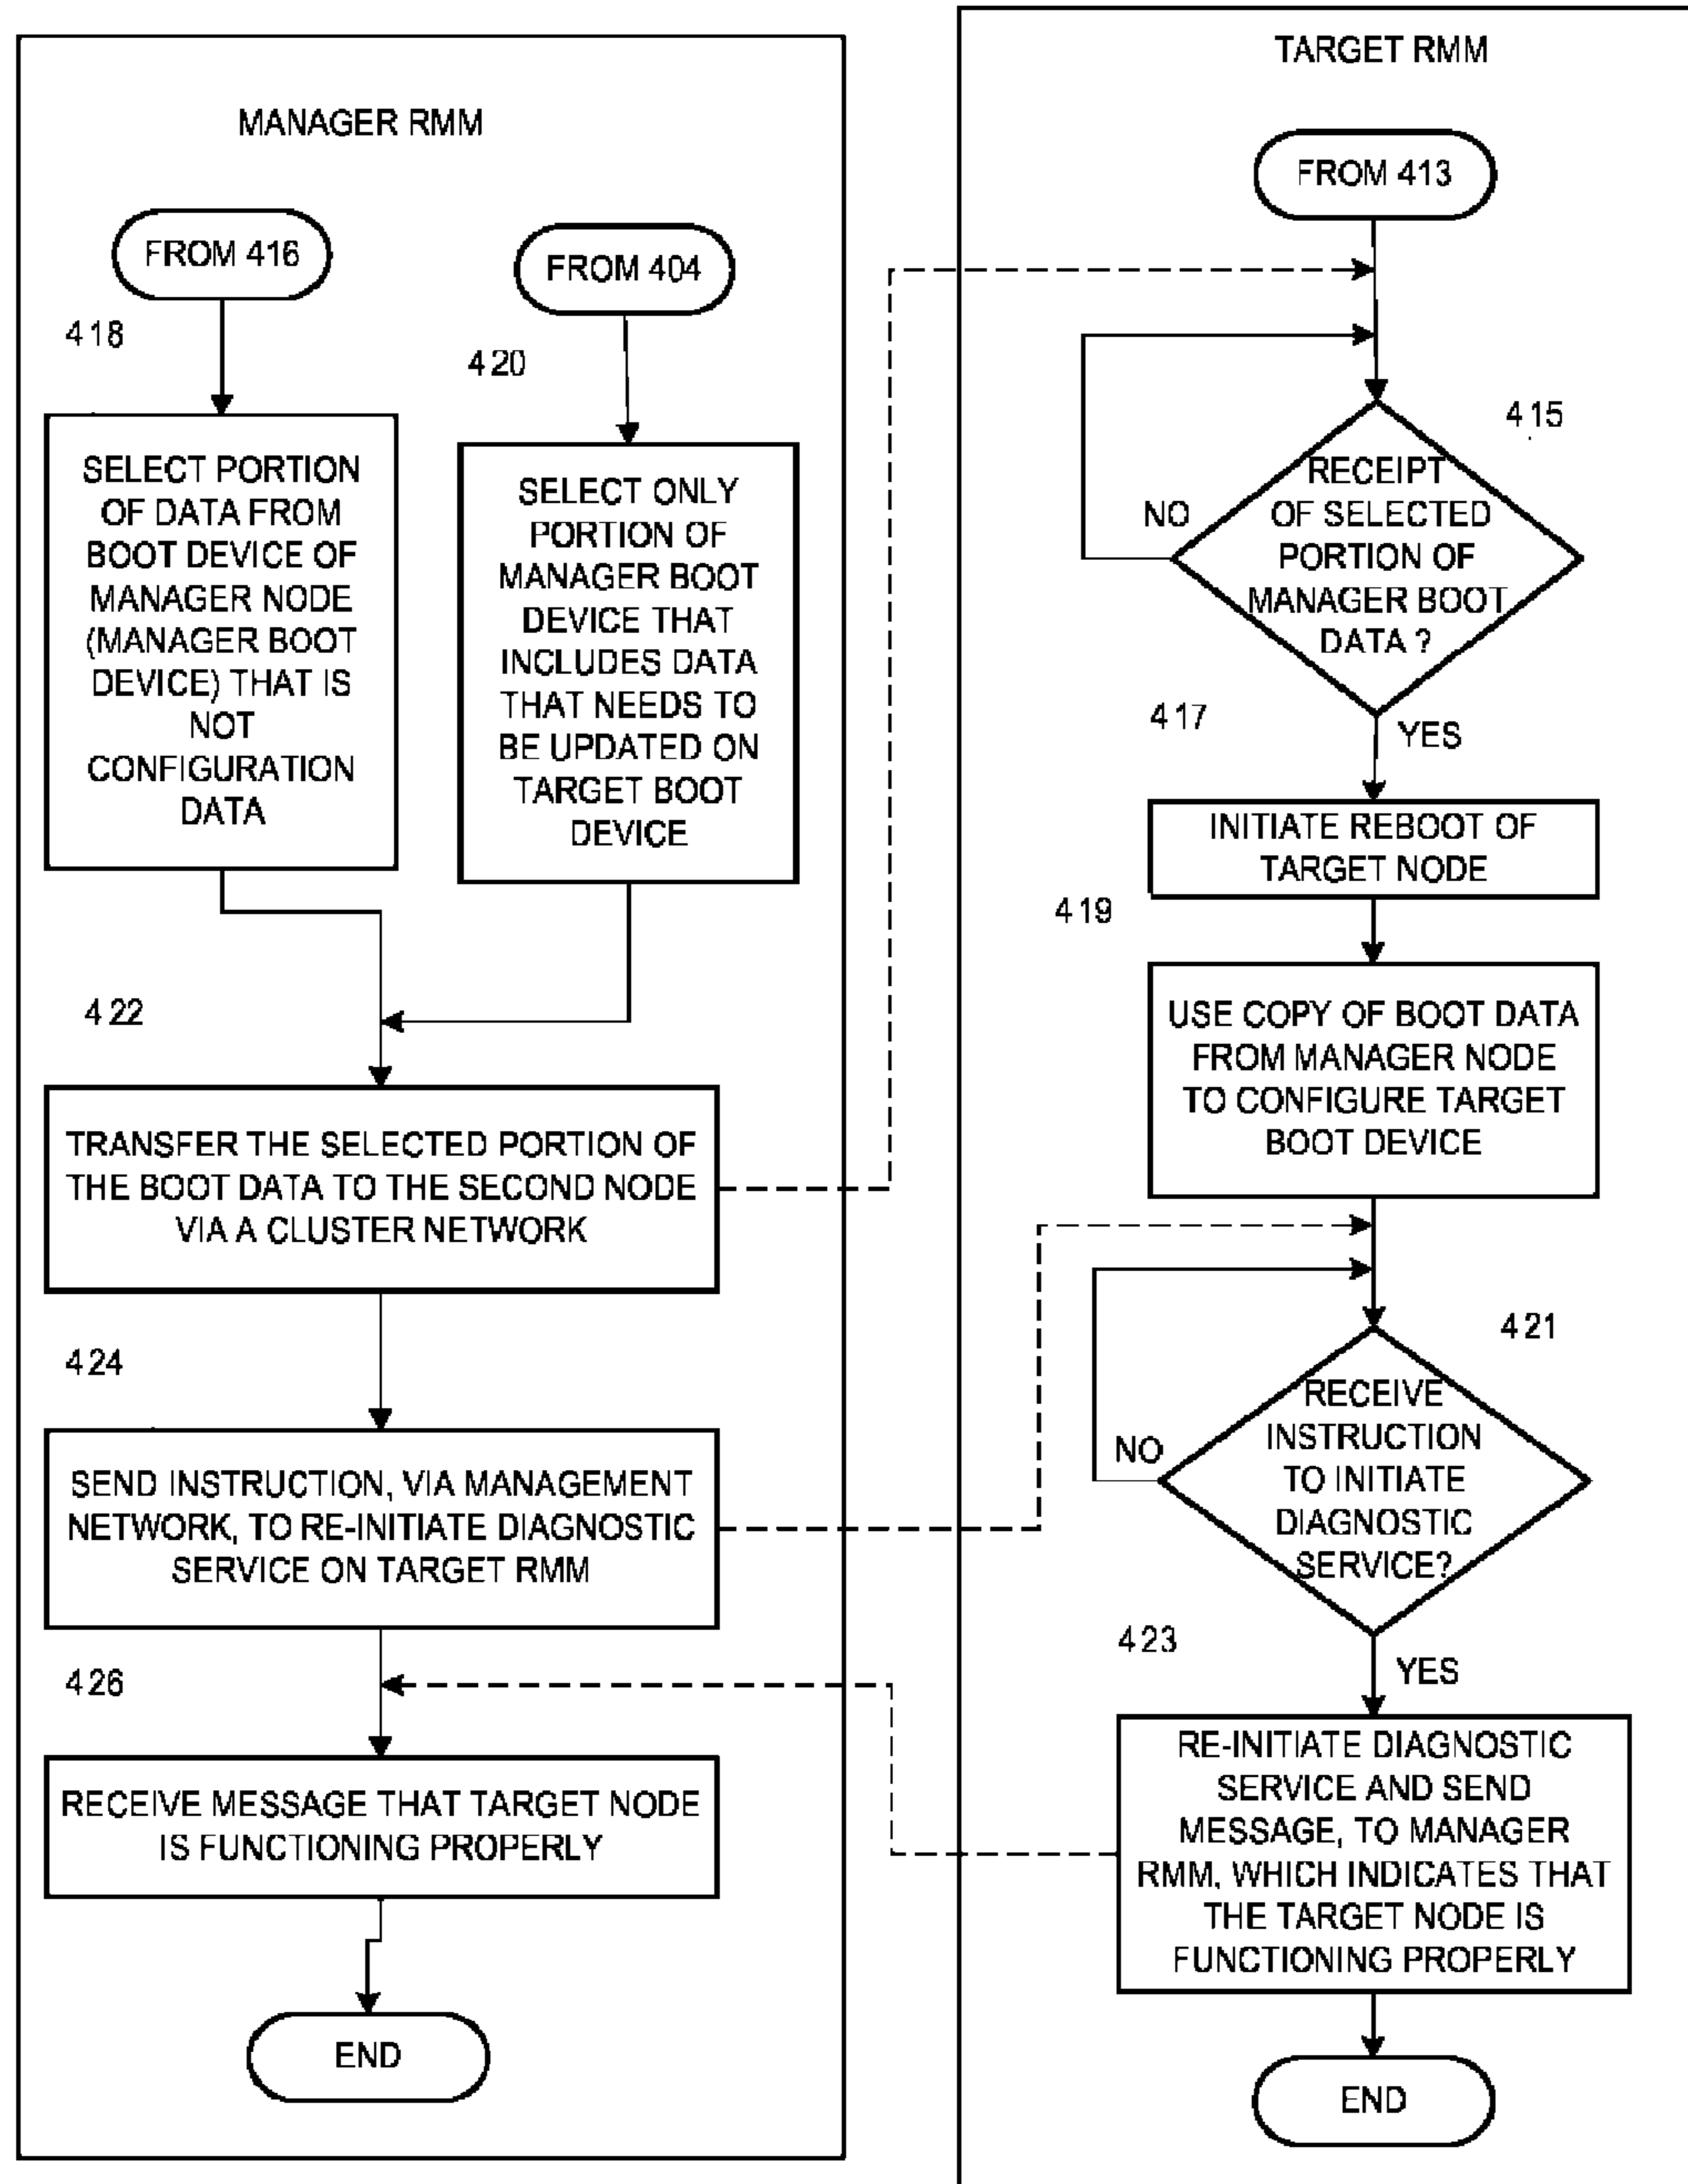 MANAGER RMM
FROM 416
FROM 404
418
420
SELECT PORTION
OF DATA FROM
BOOT DEVICE OF
MANAGER NODE
(MANAGER BOOT
DEVICE) THAT IS
NOT
CONFIGURATION
DATA
SELECT ONLY
PORTION OF
MANAGER BOOT
DEVICE THAT
INCLUDES DATA
THAT NEEDS TO
BE UPDATED ON
TARGET BOOT
DEVICE
422
TRANSFER THE SELECTED PORTION OF
THE BOOT DATA TO THE SECOND NODE
VIA A CLUSTER NETWORK
424
SEND INSTRUCTION, VIA MANAGEMENT
NETWORK, TO RE-INITIATE DIAGNOSTIC
SERVICE ON TARGET RMM
426
RECEIVE MESSAGE THAT TARGET NODE
IS FUNCTIONING PROPERLY
END
TARGET RMM
FROM 413
415
RECEIPT
OF SELECTED
PORTION OF
MANAGER BOOT
DATA ?
NO
417
YES
INITIATE REBOOT OF
TARGET NODE
419
USE COPY OF BOOT DATA
FROM MANAGER NODE
TO CONFIGURE TARGET
BOOT DEVICE
421
RECEIVE
INSTRUCTION
TO INITIATE
DIAGNOSTIC
SERVICE?
NO
423
YES
RE-INITIATE DIAGNOSTIC
SERVICE AND SEND
MESSAGE, TO MANAGER
RMM, WHICH INDICATES THAT
THE TARGET NODE IS
FUNCTIONING PROPERLY
END